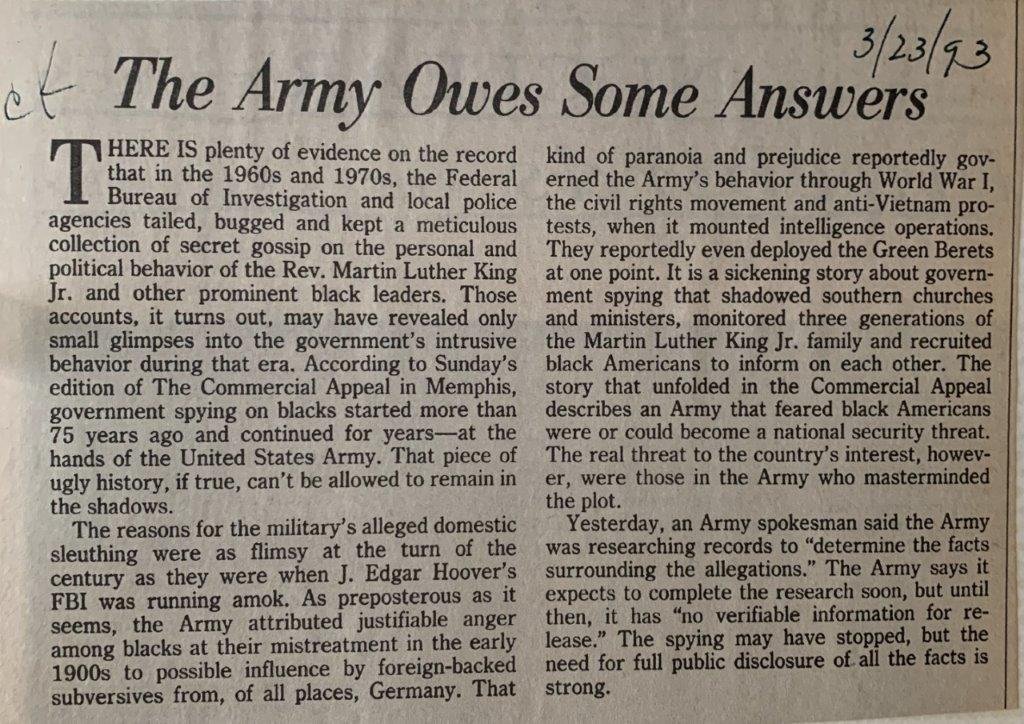 3/23/93
ck
The Army Owes Some Answers
THERE IS plenty of evidence on the record
that in the 1960s and 1970s, the Federal
Bureau of Investigation and local police
agencies tailed, bugged and kept a meticulous
collection of secret gossip on the personal and
political behavior of the Rev. Martin Luther King
Jr. and other prominent black leaders. Those
accounts, it turns out, may have revealed only
small glimpses into the government's intrusive
behavior during that era. According to Sunday's
edition of The Commercial Appeal in Memphis,
government spying on blacks started more than
75 years ago and continued for years—at the
hands of the United States Army. That piece of
ugly history, if true, can't be allowed to remain in
the shadows.
The reasons for the military's alleged domestic
sleuthing were as flimsy at the turn of the
century as they were when J. Edgar Hoover's
FBI was running amok. As preposterous as it
seems, the Army attributed justifiable anger
among blacks at their mistreatment in the early
1900s to possible influence by foreign-backed
subversives from, of all places, Germany. That
kind of paranoia and prejudice reportedly gov-
erned the Army's behavior through World War I,
the civil rights movement and anti-Vietnam pro-
tests, when it mounted intelligence operations.
They reportedly even deployed the Green Berets
at one point. It is a sickening story about govern-
ment spying that shadowed southern churches
and ministers, monitored three generations of
the Martin Luther King Jr. family and recruited
black Americans to inform on each other. The
story that unfolded in the Commercial Appeal
describes an Army that feared black Americans
were or could become a national security threat.
The real threat to the country's interest, howev-
er, were those in the Army who masterminded
the plot.
Yesterday, an Army spokesman said the Army
was researching records to "determine the facts
surrounding the allegations." The Army says it
expects to complete the research soon, but until
then, it has "no verifiable information for re-
lease." The spying may have stopped, but the
need for full public disclosure of all the facts is
strong.